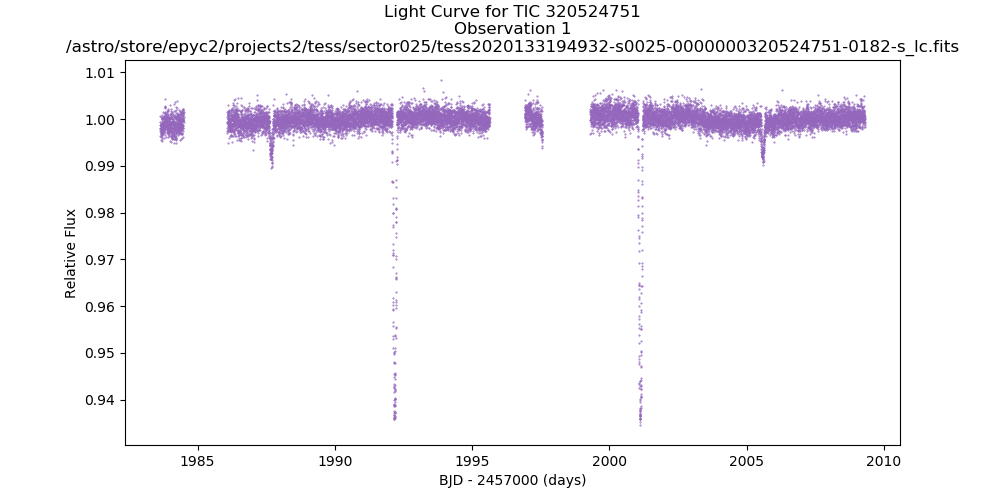 Light Curve for TIC 320524751
Observation 1
/astro/store/epyc2/projects2/tess/sector025/tess2020133194932-s0025-0000000320524751-0182-s_lc.fits
1.01
1.00
0.99
0.98
0.97
0.96
0.95
0.94
Relative Flux
1985
1990
1995
2000
2005
2010
BJD - 2457000 (days)